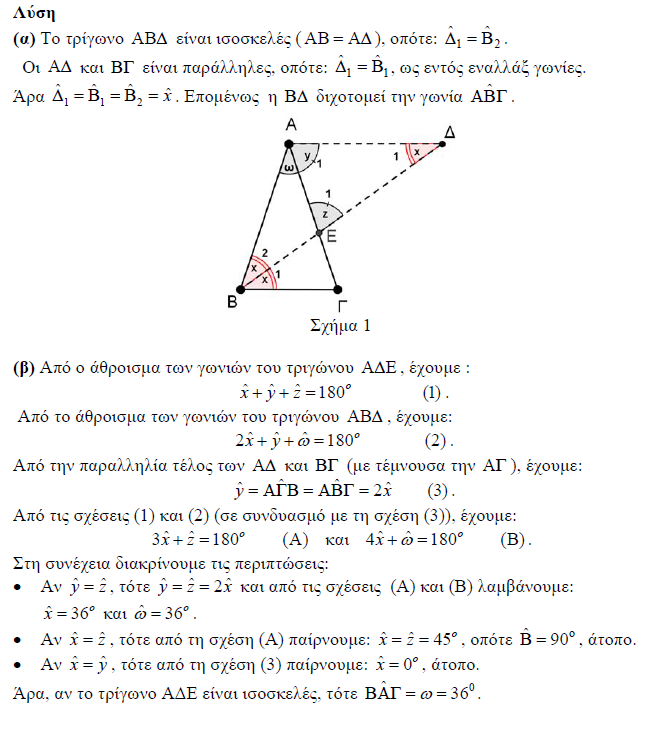 Λύση
(α) Το τρίγωνο ΑΒΔ είναι ισοσκελές ( ΑΒ = ΑΔ ), οπότε: Δ̂₁ = Β̂₂ .
Οι ΑΔ και ΒΓ είναι παράλληλες, οπότε: Δ̂₁ = Β̂₁ , ως εντός εναλλάξ γωνίες.
Άρα Δ̂₁ = Β̂₁ = Β̂₂ = x̂ . Επομένως η ΒΔ διχοτομεί την γωνία ΑΒ̂Γ .
Α Δ
ω y 1 1 x
1
z
Ε
2
x
x 1
Β Γ
Σχήμα 1
(β) Από ο άθροισμα των γωνιών του τριγώνου ΑΔΕ , έχουμε :
x̂ + ŷ + ẑ = 180° (1) .
Από το άθροισμα των γωνιών του τριγώνου ΑΒΔ , έχουμε:
2x̂ + ŷ + ω̂ = 180° (2) .
Από την παραλληλία τέλος των ΑΔ και ΒΓ (με τέμνουσα την ΑΓ ), έχουμε:
ŷ = ΑΓ̂Β = ΑΒ̂Γ = 2x̂ (3) .
Από τις σχέσεις (1) και (2) (σε συνδυασμό με τη σχέση (3)), έχουμε:
3x̂ + ẑ = 180° (Α) και 4x̂ + ω̂ = 180° (Β) .
Στη συνέχεια διακρίνουμε τις περιπτώσεις:
• Αν ŷ = ẑ , τότε ŷ = ẑ = 2x̂ και από τις σχέσεις (Α) και (Β) λαμβάνουμε:
x̂ = 36° και ω̂ = 36° .
• Αν x̂ = ẑ , τότε από τη σχέση (Α) παίρνουμε: x̂ = ẑ = 45° , οπότε Β̂ = 90° , άτοπο.
• Αν x̂ = ŷ , τότε από τη σχέση (3) παίρνουμε: x̂ = 0° , άτοπο.
Άρα, αν το τρίγωνο ΑΔΕ είναι ισοσκελές, τότε ΒΑ̂Γ = ω = 36⁰ .